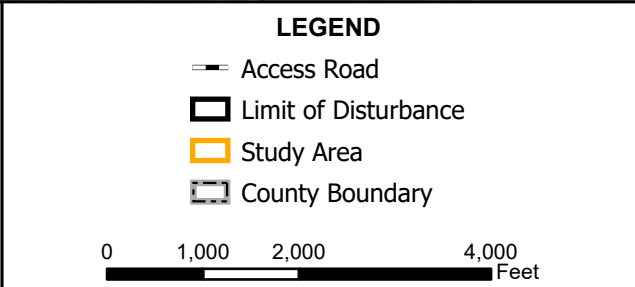 LEGEND
Access Road
Limit of Disturbance
Study Area
County Boundary
0 1,000 2,000 4,000
Feet